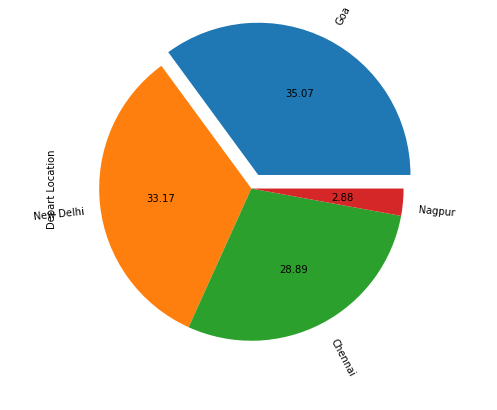 Goa
35.07
Depart Location
New Delhi
33.17
2.88
Nagpur
28.89
Chennai